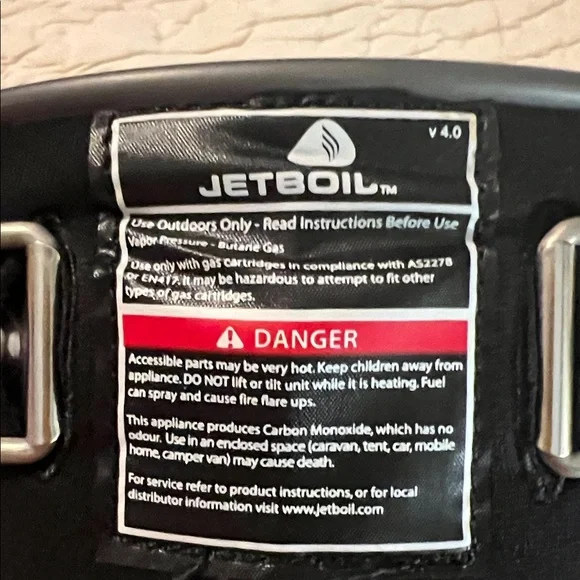 v 4.0
JETBOIL™
Use Outdoors Only - Read Instructions Before Use
Vapor Pressure - Butane Gas
Use only with gas cartridges in compliance with AS2278
or EN417. It may be hazardous to attempt to fit other
types of gas cartridges.
DANGER
Accessible parts may be very hot. Keep children away from
appliance. DO NOT lift or tilt unit while it is heating. Fuel
can spray and cause fire flare ups.
This appliance produces Carbon Monoxide, which has no
odour. Use in an enclosed space (caravan, tent, car, mobile
home, camper van) may cause death.
For service refer to product instructions, or for local
distributor information visit www.jetboil.com